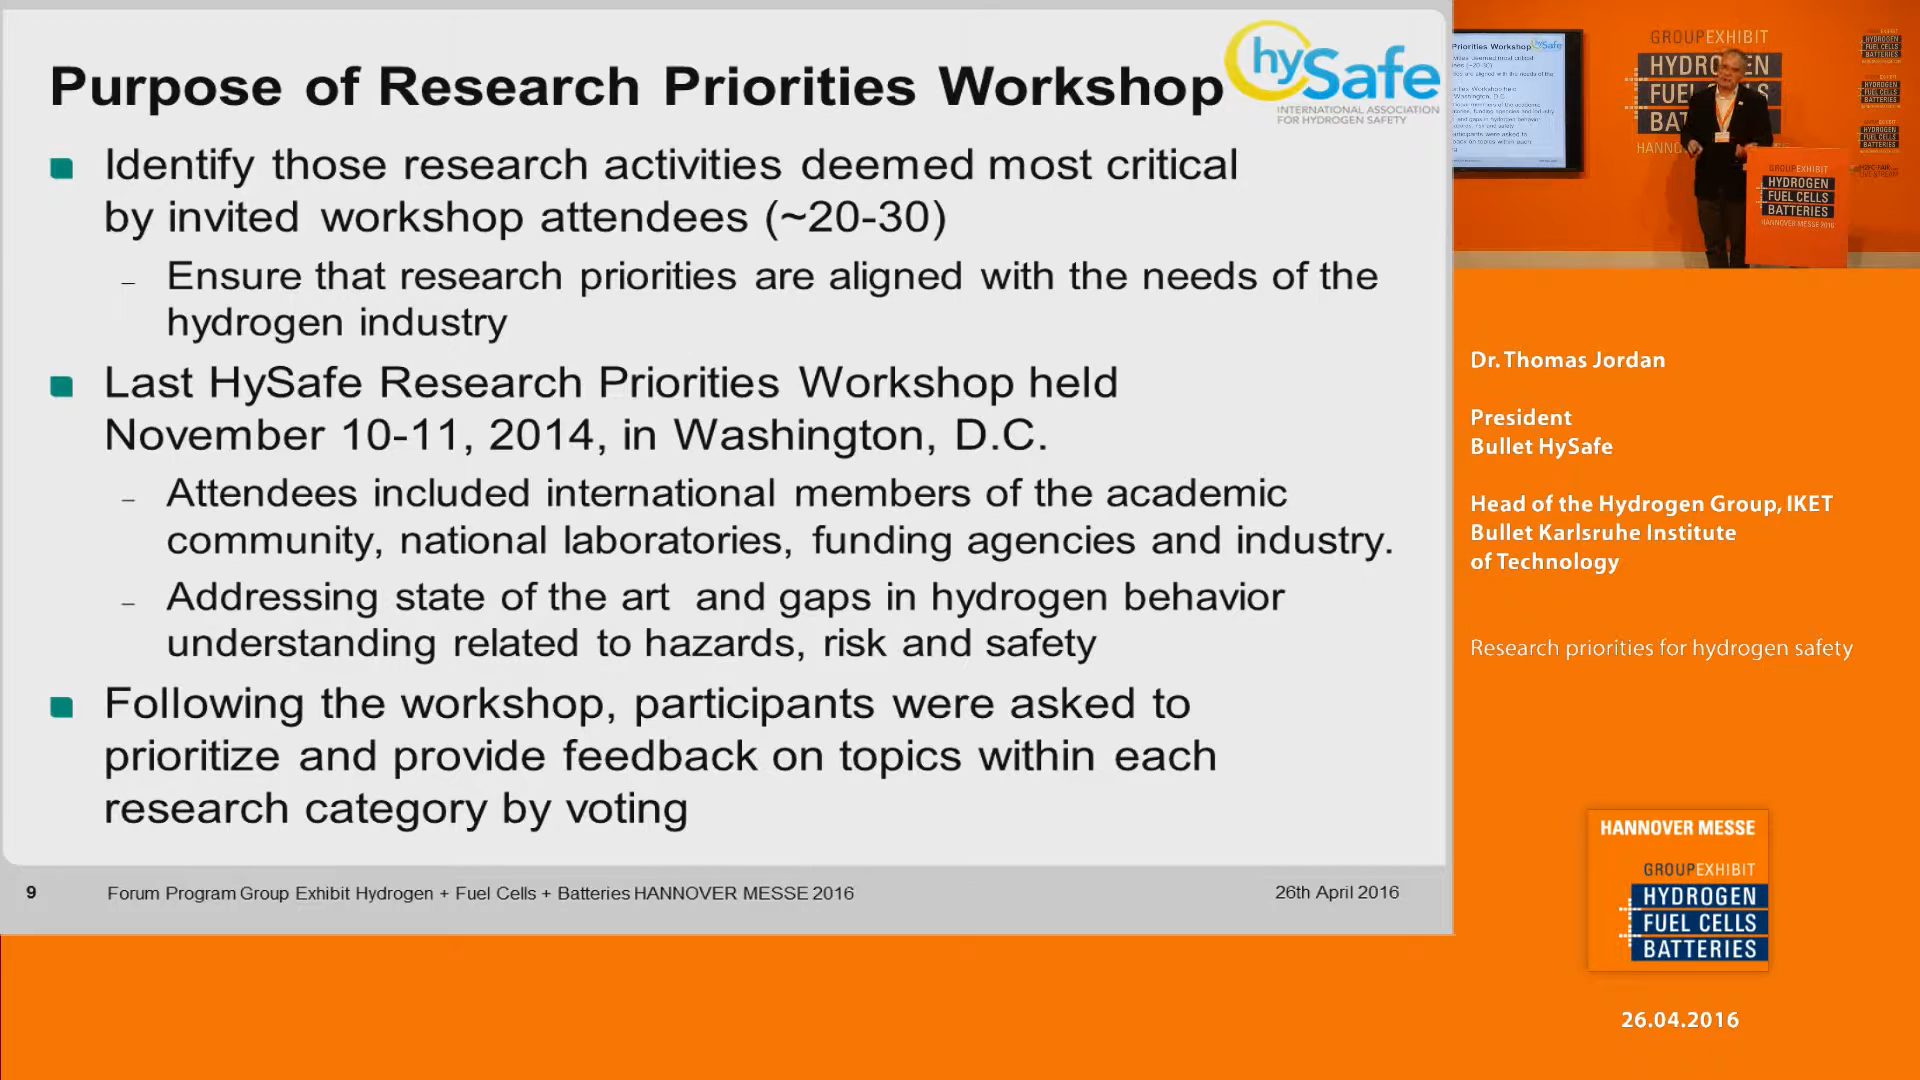 Purpose of Research Priorities Workshop
hySafe
INTERNATIONAL ASSOCIATION
FOR HYDROGEN SAFETY
Identify those research activities deemed most critical
by invited workshop attendees (~20-30)
– Ensure that research priorities are aligned with the needs of the
hydrogen industry
Last HySafe Research Priorities Workshop held
November 10-11, 2014, in Washington, D.C.
– Attendees included international members of the academic
community, national laboratories, funding agencies and industry.
– Addressing state of the art and gaps in hydrogen behavior
understanding related to hazards, risk and safety
Following the workshop, participants were asked to
prioritize and provide feedback on topics within each
research category by voting
9
Forum Program Group Exhibit Hydrogen + Fuel Cells + Batteries HANNOVER MESSE 2016
26th April 2016
GROUPEXHIBIT
HYDROGEN
FUEL CELLS
BATTERIES
HANNOVER MESSE 2016
Dr. Thomas Jordan
President
Bullet HySafe
Head of the Hydrogen Group, IKET
Bullet Karlsruhe Institute
of Technology
Research priorities for hydrogen safety
HANNOVER MESSE
GROUPEXHIBIT
HYDROGEN
FUEL CELLS
BATTERIES
26.04.2016